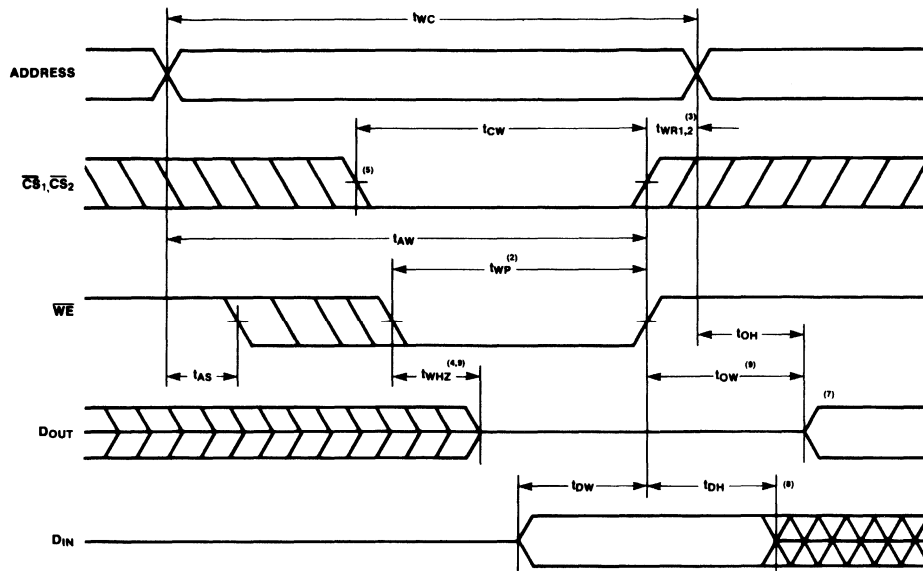 tWC
ADDRESS
tCW
tWR1,2 (3)
CS1, CS2
(5)
tAW
tWP (2)
WE
tOH
tAS
tWHZ (4,9)
tOW (9)
DOUT
(7)
tDW
tDH
(8)
DIN